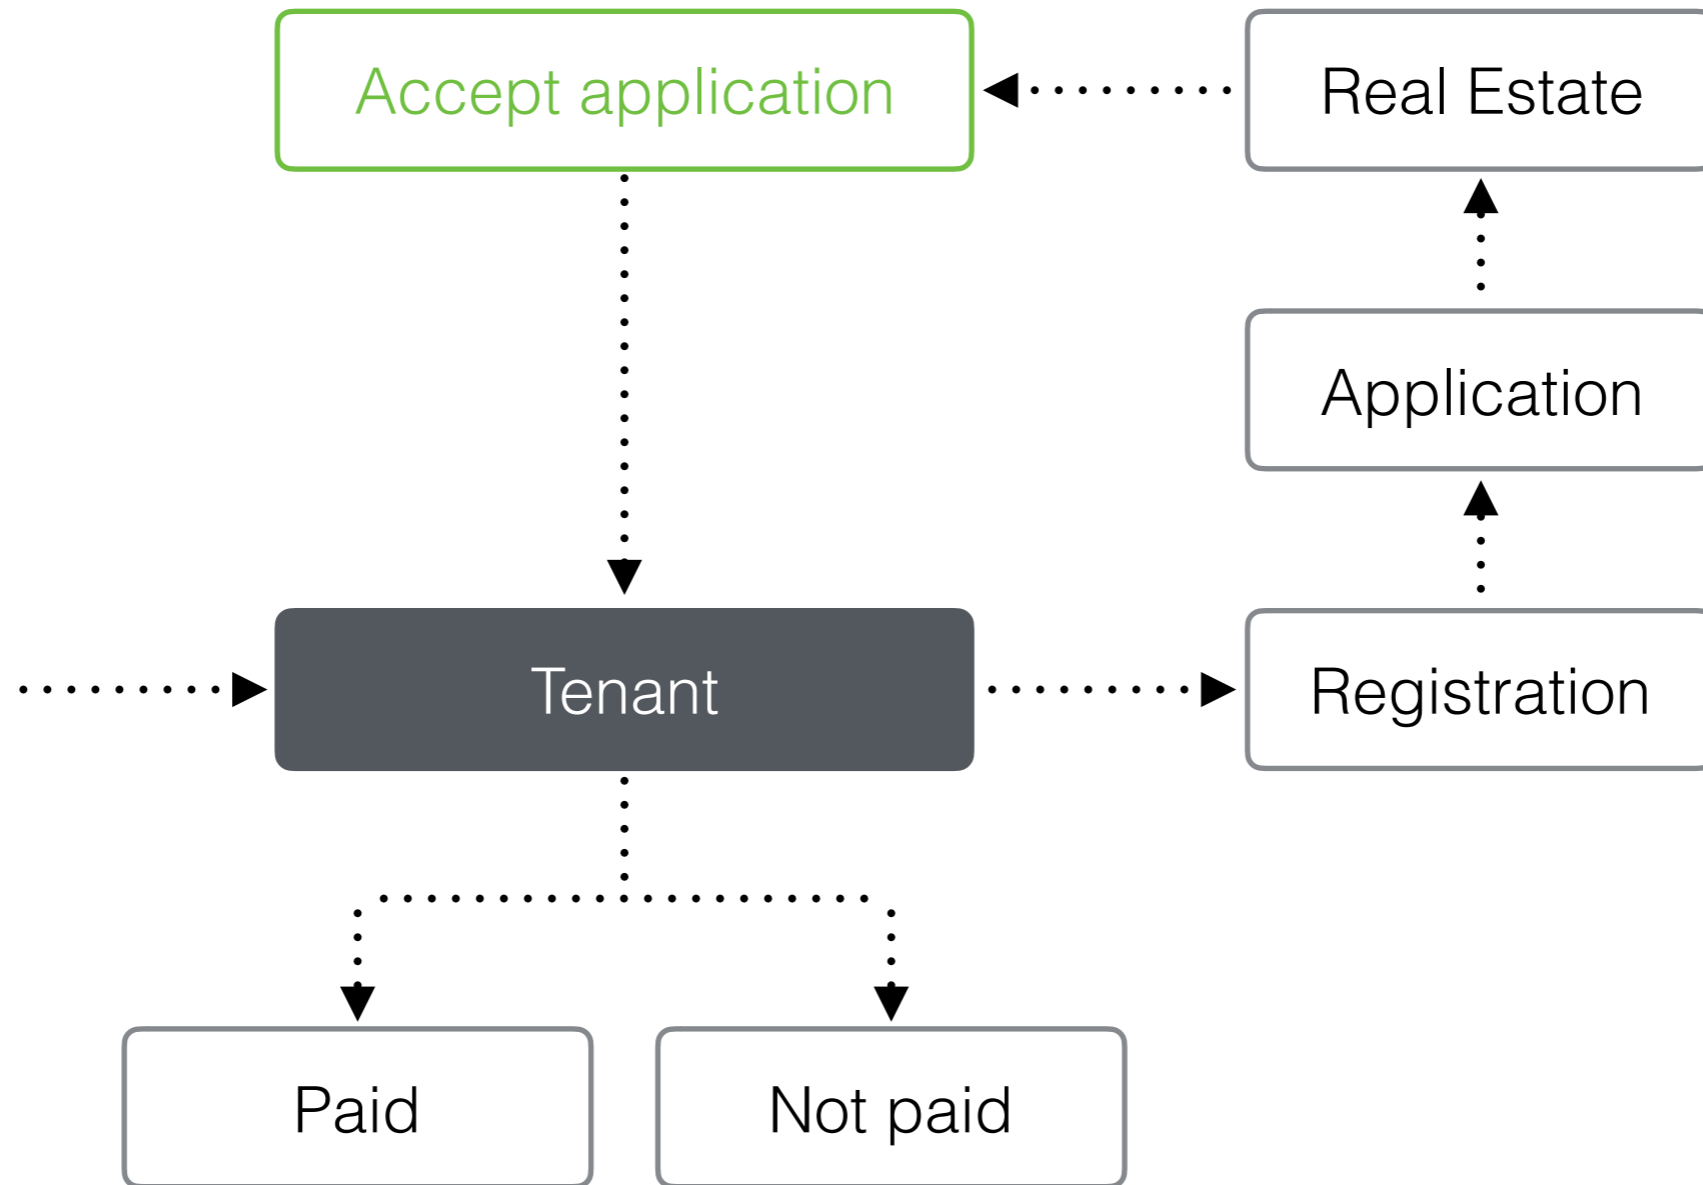 Accept application
Real Estate
Application
Tenant
Registration
Paid
Not paid